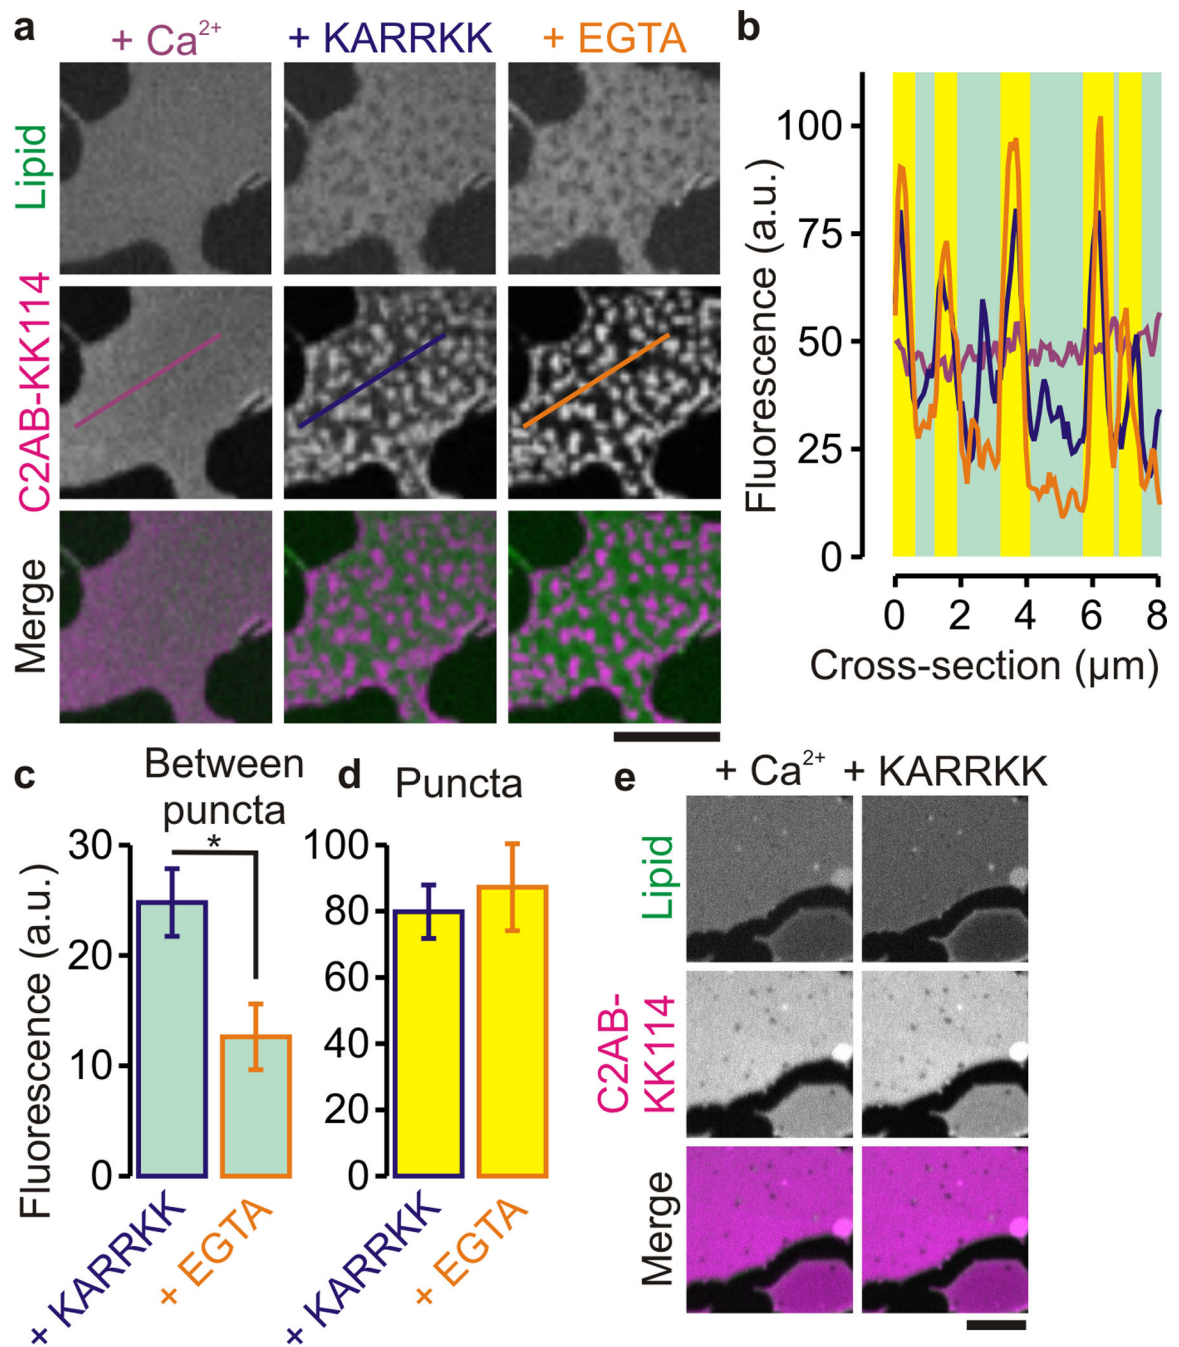 a
+ Ca²⁺
+ KARRKK
+ EGTA
Lipid
C2AB-KK114
Merge
b
Fluorescence (a.u.)
100
75
50
25
0
0 2 4 6 8
Cross-section (µm)
c
Between
puncta
Fluorescence (a.u.)
30
20
10
0
*
+ KARRKK
+ EGTA
d
Puncta
100
80
60
40
20
0
+ KARRKK
+ EGTA
e
+ Ca²⁺ + KARRKK
Lipid
C2AB-
KK114
Merge